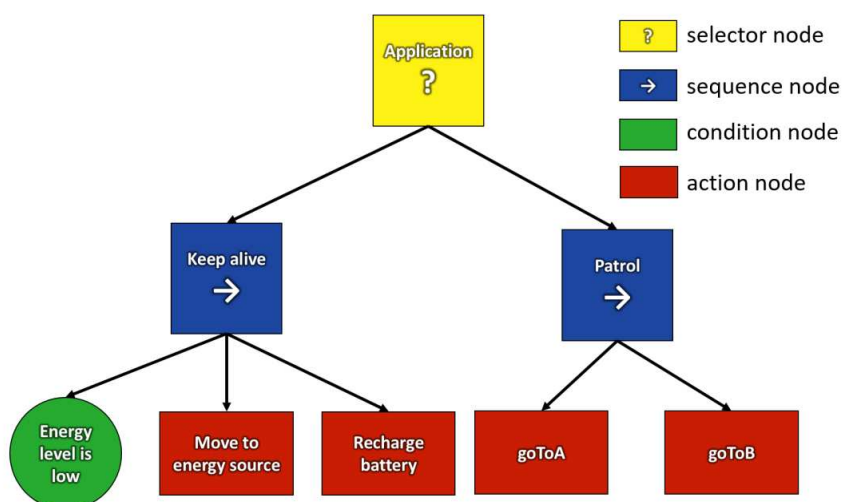 Application
?
? selector node
→ sequence node
condition node
action node
Keep alive
→
Patrol
→
Energy
level is
low
Move to
energy source
Recharge
battery
goToA
goToB